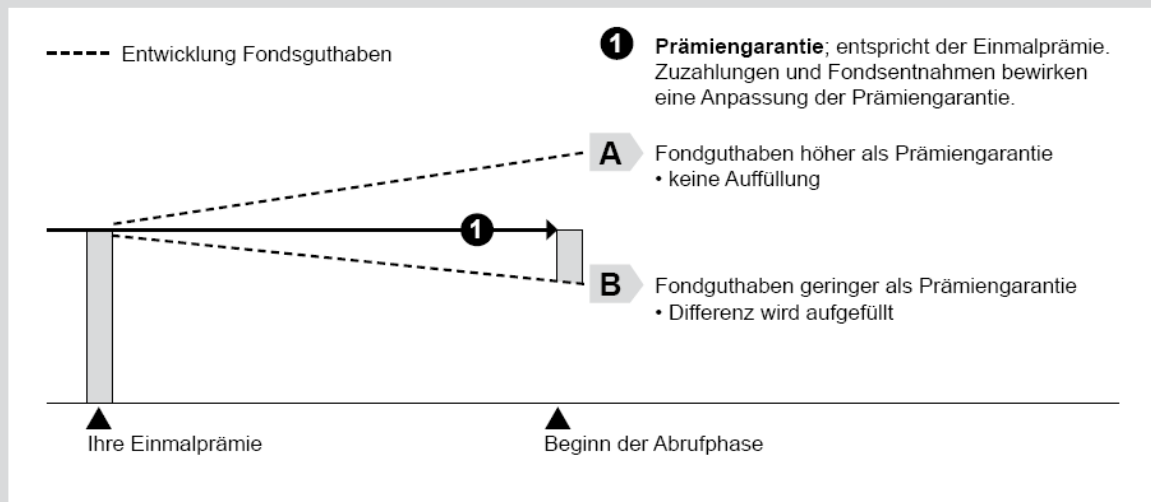 Entwicklung Fondsguthaben
1 Prämiengarantie; entspricht der Einmalprämie.
Zuzahlungen und Fondsentnahmen bewirken
eine Anpassung der Prämiengarantie.
A Fondguthaben höher als Prämiengarantie
• keine Auffüllung
1
B Fondguthaben geringer als Prämiengarantie
• Differenz wird aufgefüllt
Ihre Einmalprämie
Beginn der Abrufphase